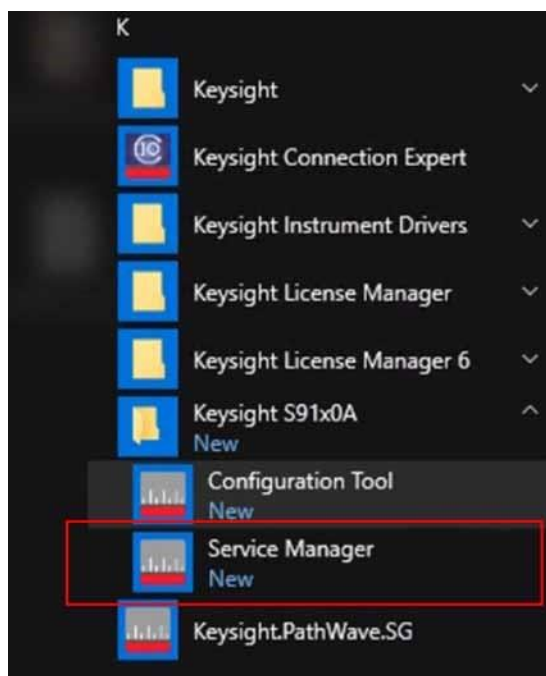 K
Keysight
Keysight Connection Expert
Keysight Instrument Drivers
Keysight License Manager
Keysight License Manager 6
Keysight S91x0A
New
Configuration Tool
New
Service Manager
New
Keysight.PathWave.SG